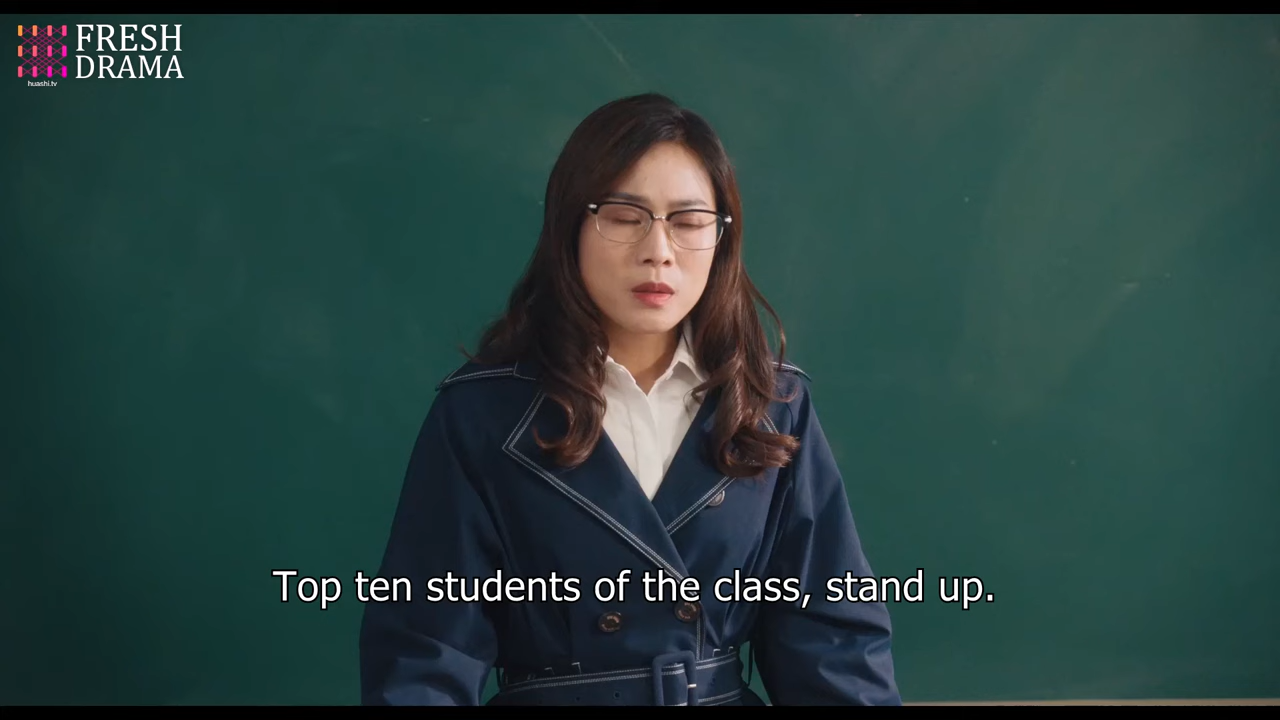 FRESH
DRAMA
huashi.tv
Top ten students of the class, stand up.